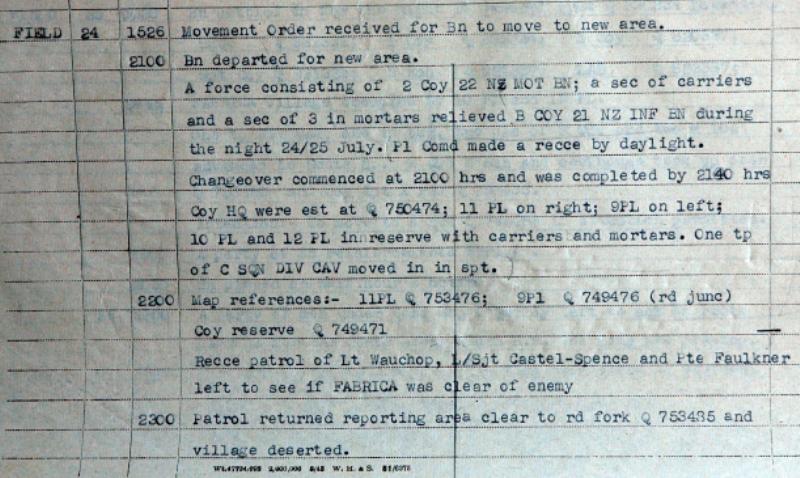 FIELD 24 1526 Movement Order received for Bn to move to new area.
2100 Bn departed for new area.
A force consisting of 2 Coy 22 NZ MOT BN; a sec of carriers
and a sec of 3 in mortars relieved B COY 21 NZ INF BN during
the night 24/25 July. Pl Comd made a recce by daylight.
Changeover commenced at 2100 hrs and was completed by 2140 hrs
Coy HQ were est at Q 750474; 11 PL on right; 9PL on left;
10 PL and 12 PL in reserve with carriers and mortars. One tp
of C SQN DIV CAV moved in in spt.
2200 Map references:- 11PL Q 753476; 9Pl Q 749476 (rd junc)
Coy reserve Q 749471
Recce patrol of Lt Wauchop, L/Sjt Castel-Spence and Pte Faulkner
left to see if FABRICA was clear of enemy
2300 Patrol returned reporting area clear to rd fork Q 753485 and
village deserted.
W. H. & S. 51/6375